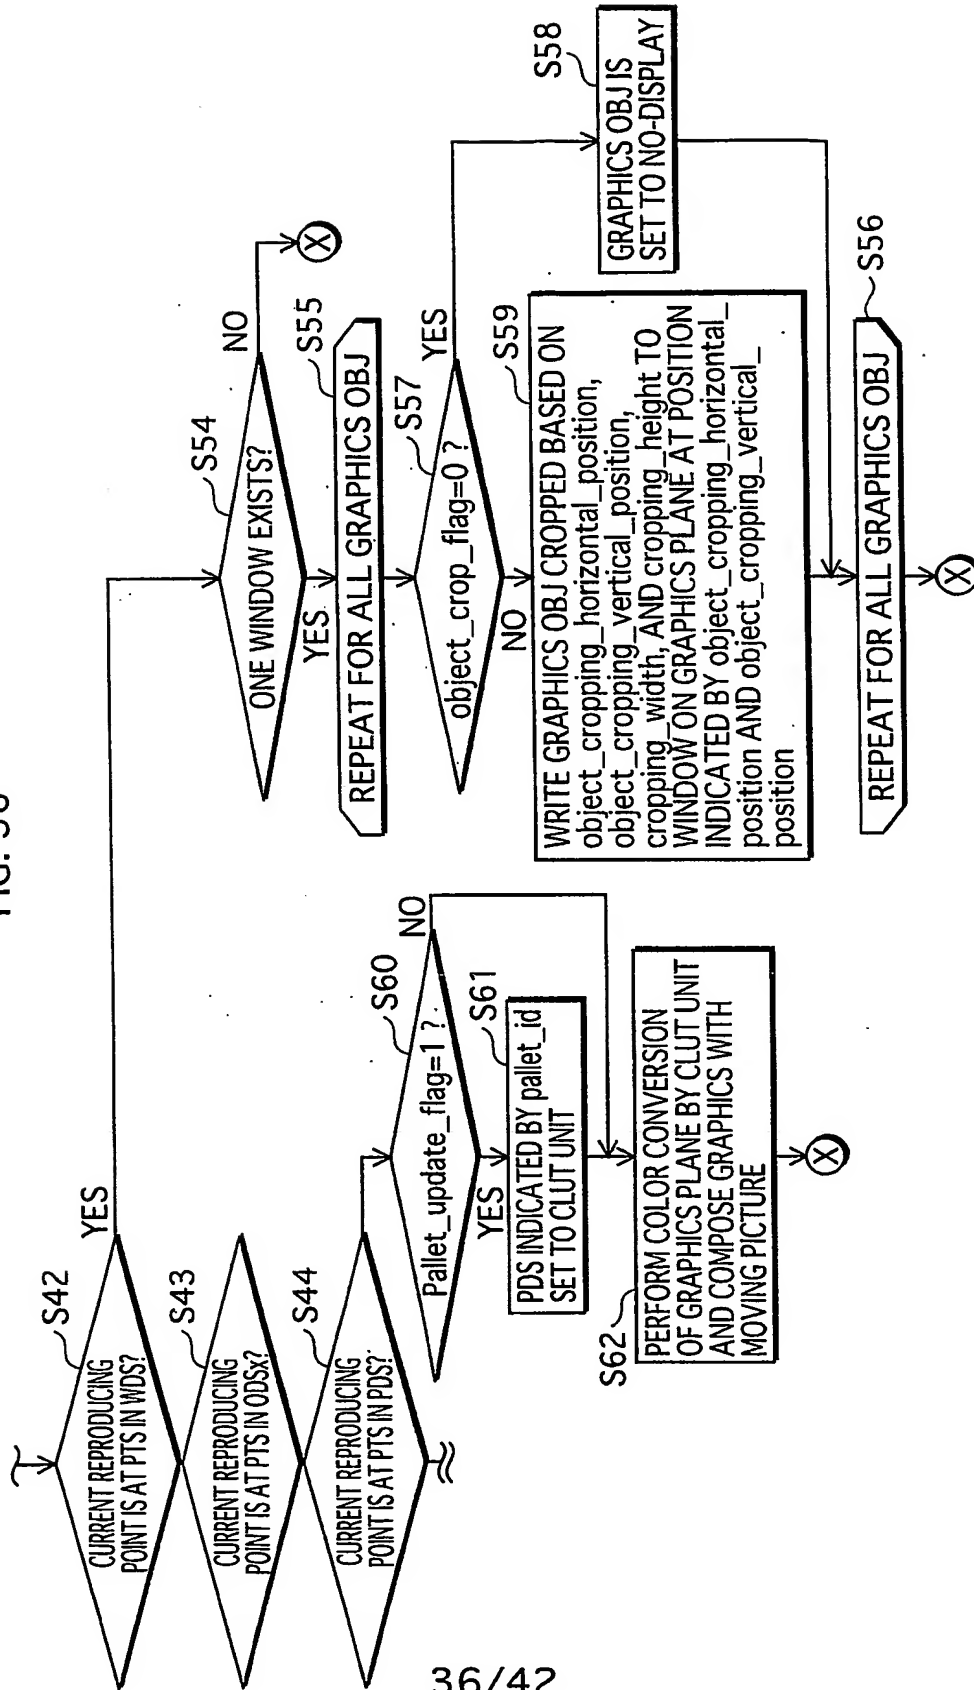 FIG. 36
CURRENT REPRODUCING
POINT IS AT PTS IN WDS?
S42
YES
CURRENT REPRODUCING
POINT IS AT PTS IN ODSx?
S43
CURRENT REPRODUCING
POINT IS AT PTS IN PDS?
S44
Pallet_update_flag=1 ?
S60
NO
YES
PDS INDICATED BY pallet_id
SET TO CLUT UNIT
S61
S62
PERFORM COLOR CONVERSION
OF GRAPHICS PLANE BY CLUT UNIT
AND COMPOSE GRAPHICS WITH
MOVING PICTURE
X
ONE WINDOW EXISTS?
S54
NO
X
YES
REPEAT FOR ALL GRAPHICS OBJ
S55
object_crop_flag=0 ?
S57
YES
NO
GRAPHICS OBJ IS
SET TO NO-DISPLAY
S58
WRITE GRAPHICS OBJ CROPPED BASED ON
object_cropping_horizontal_position,
object_cropping_vertical_position,
cropping_width, AND cropping_height TO
WINDOW ON GRAPHICS PLANE AT POSITION
INDICATED BY object_cropping_horizontal_
position AND object_cropping_vertical_
position
S59
REPEAT FOR ALL GRAPHICS OBJ
S56
X
36/42